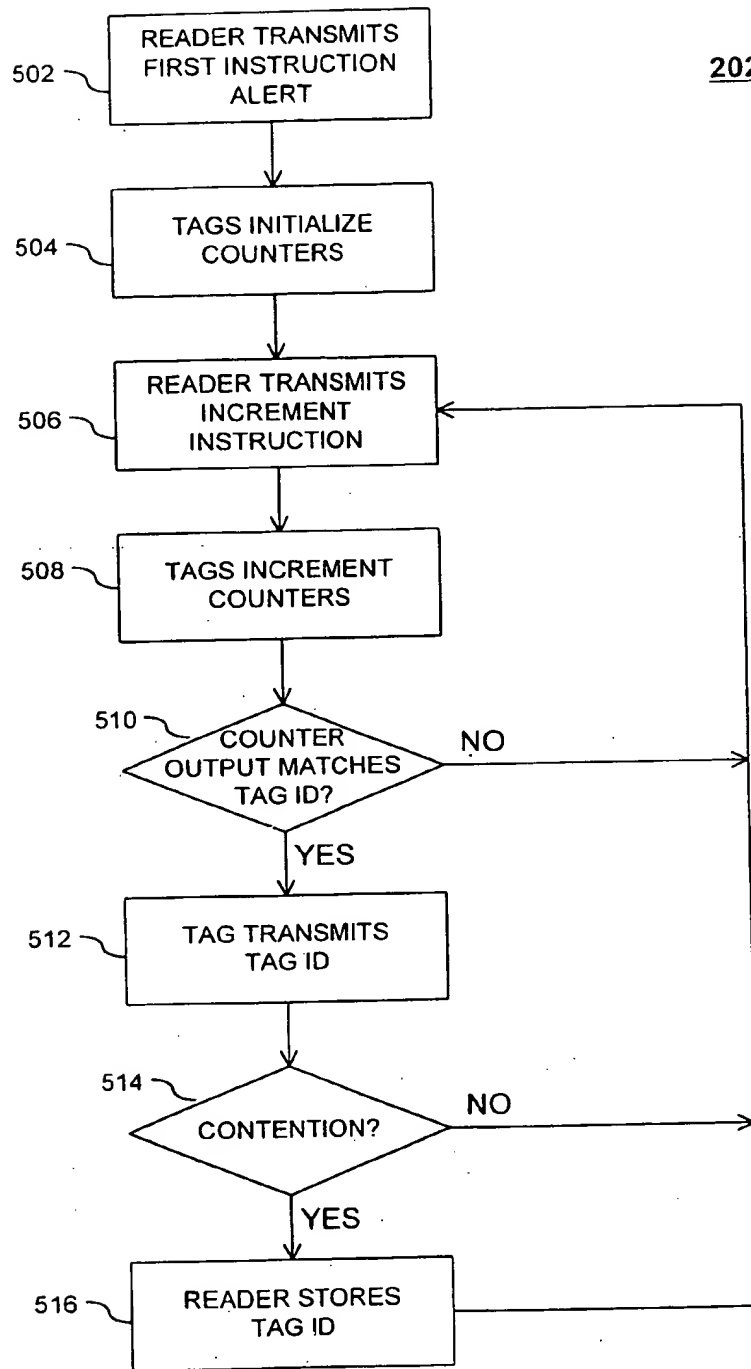 READER TRANSMITS
FIRST INSTRUCTION
ALERT
502
202
TAGS INITIALIZE
COUNTERS
504
READER TRANSMITS
INCREMENT
INSTRUCTION
506
TAGS INCREMENT
COUNTERS
508
510
COUNTER
OUTPUT MATCHES
TAG ID?
NO
YES
TAG TRANSMITS
TAG ID
512
514
CONTENTION?
NO
YES
READER STORES
TAG ID
516